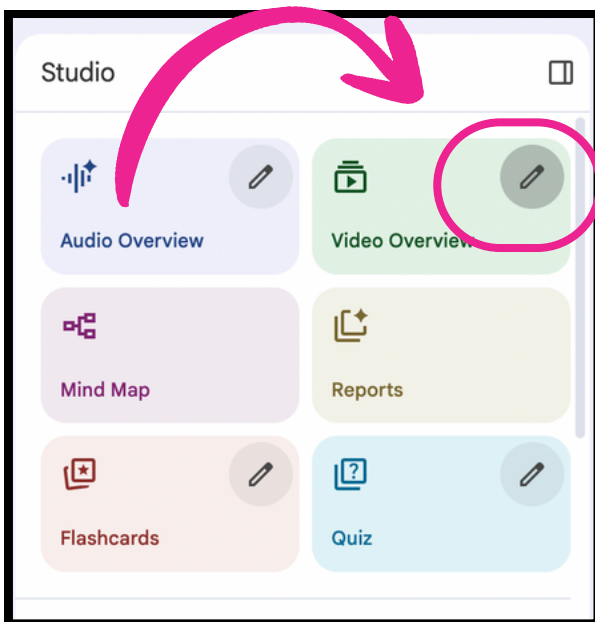 Studio
Audio Overview
Video Overview
Mind Map
Reports
Flashcards
Quiz